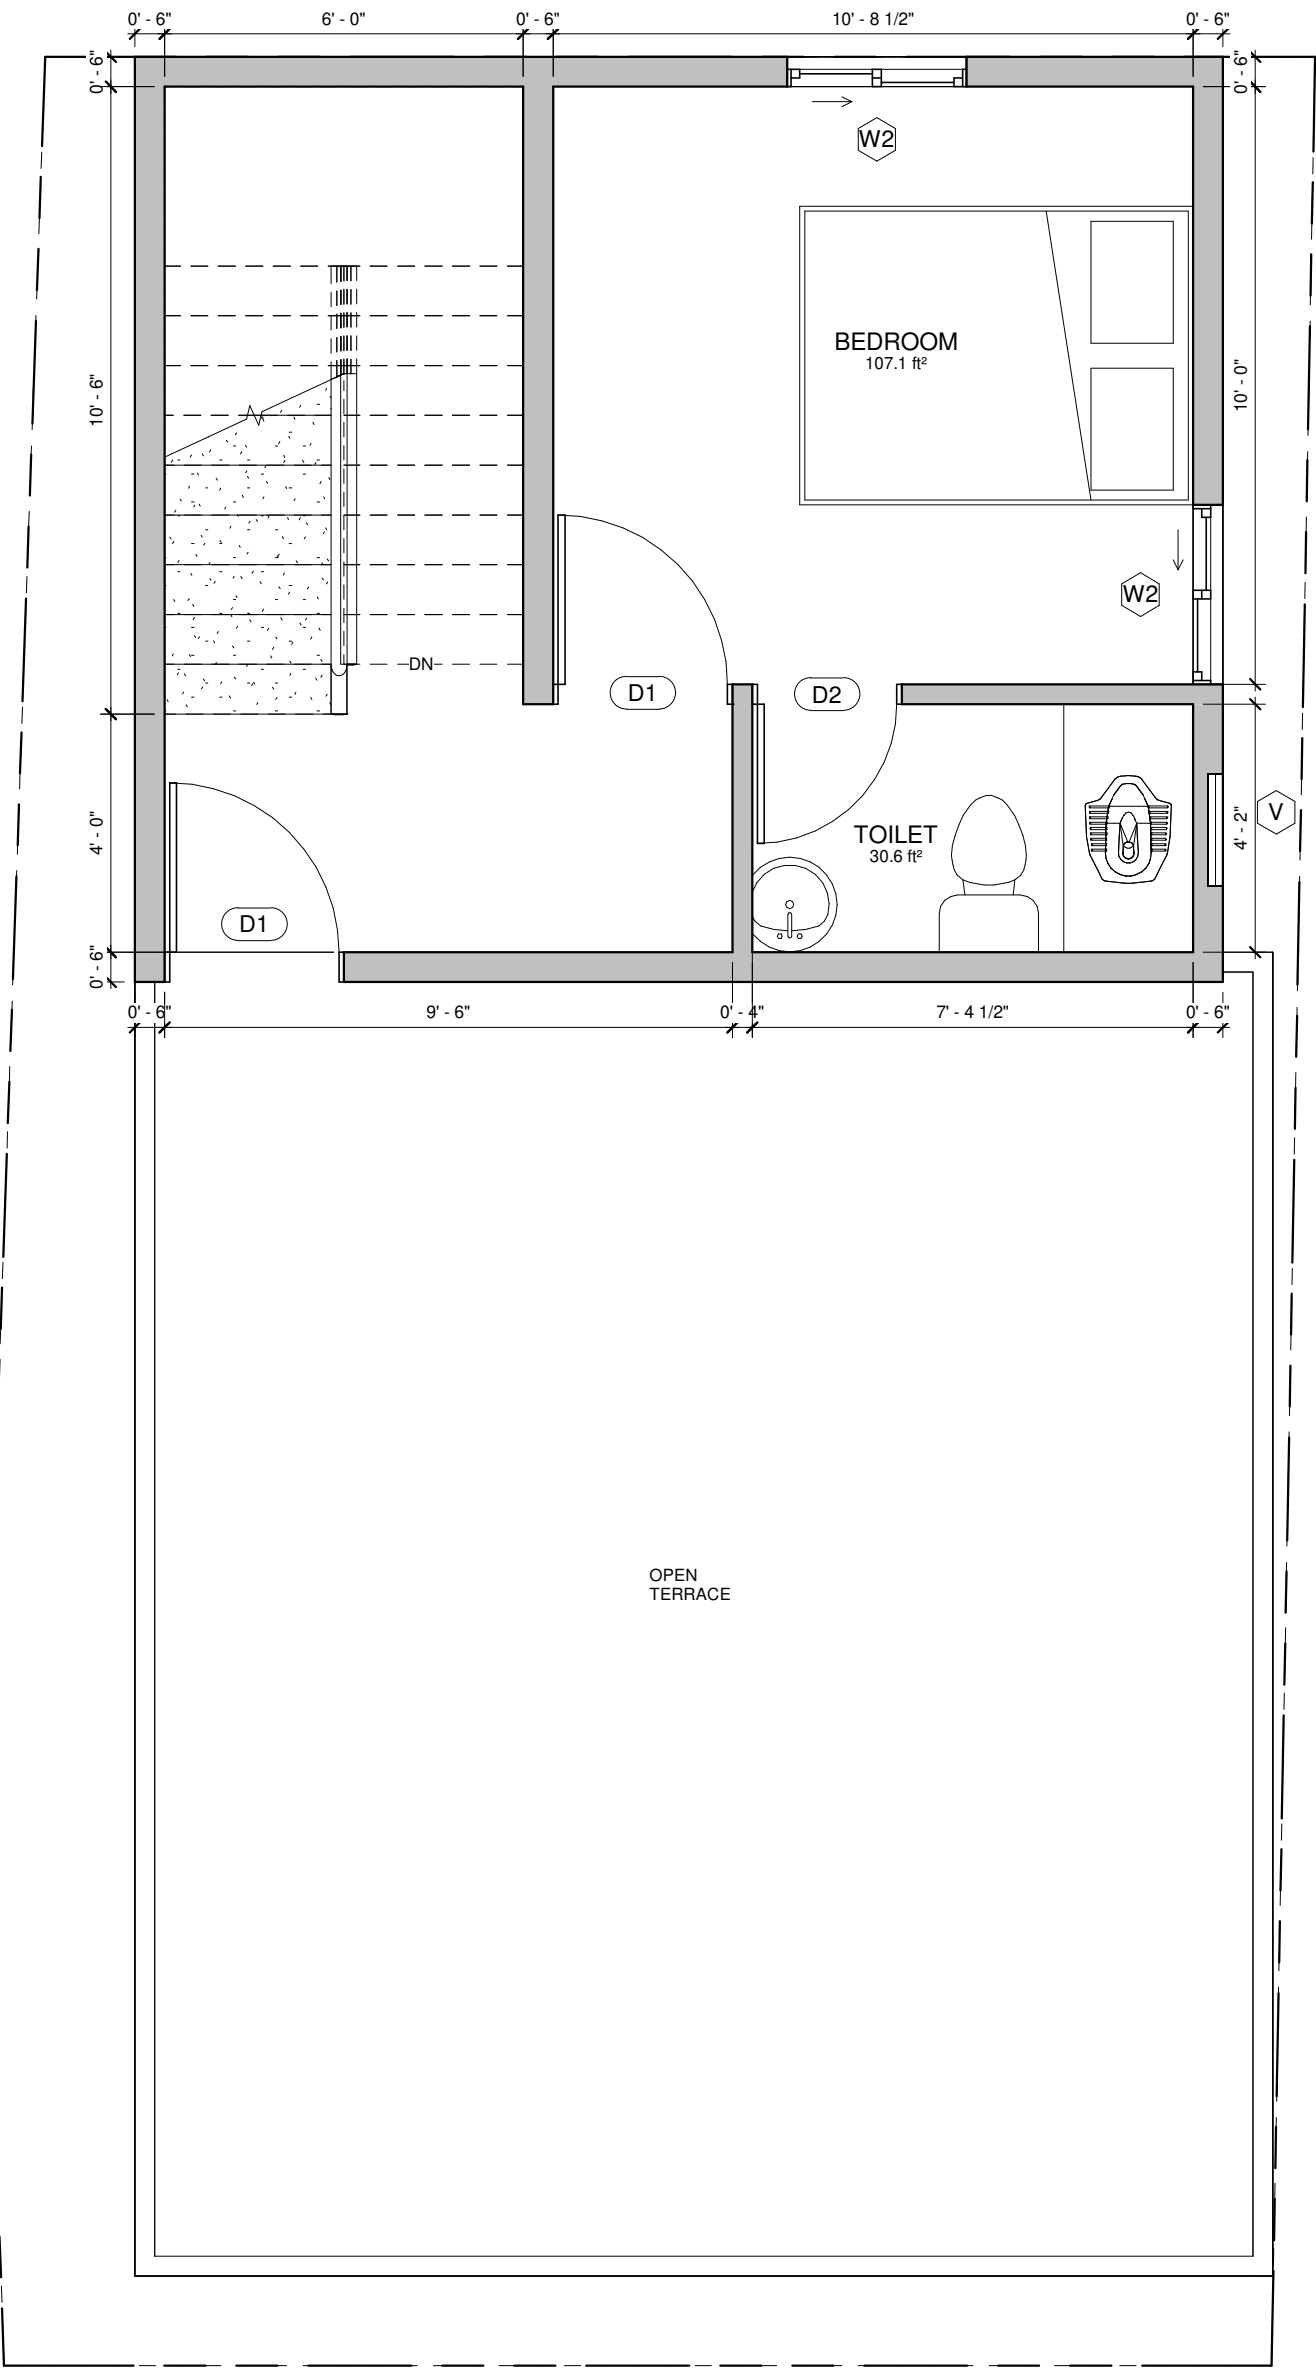 0' - 6" 6' - 0" 0' - 6" 10' - 8 1/2" 0' - 6"
0' - 6"
0' - 6"
W2
BEDROOM
107.1 ft²
10' - 6"
10' - 0"
W2
DN
D1
D2
4' - 0"
TOILET
30.6 ft²
4' - 2"
V
D1
0' - 6"
0' - 6" 9' - 6" 0' - 4" 7' - 4 1/2" 0' - 6"
OPEN
TERRACE